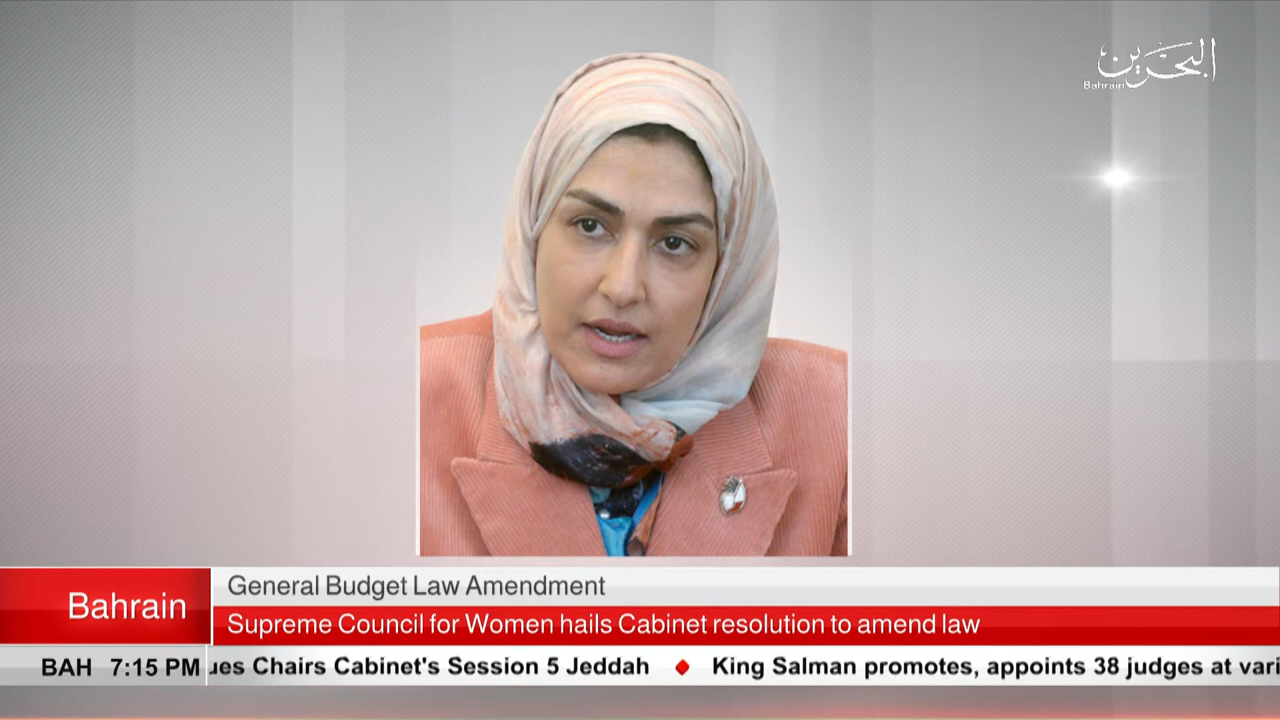 البحرين
Bahrain
General Budget Law Amendment
Bahrain
Supreme Council for Women hails Cabinet resolution to amend law
BAH 7:15 PM
Chairs Cabinet's Session 5 Jeddah
King Salman promotes, appoints 38 judges at